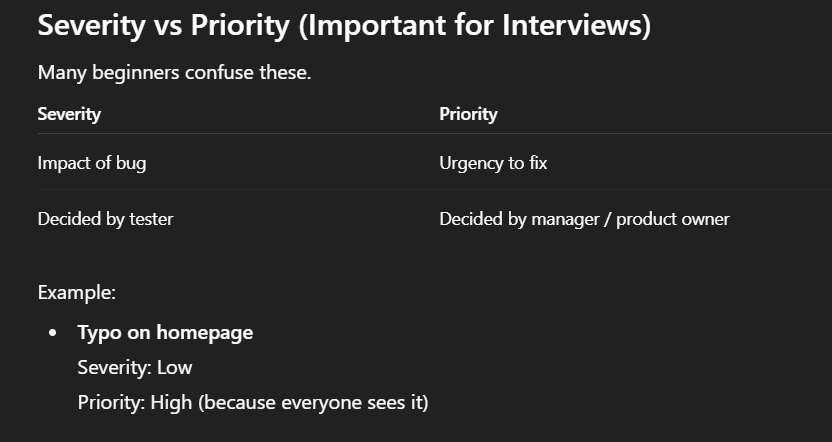 Severity vs Priority (Important for Interviews)
Many beginners confuse these.
Severity Priority
Impact of bug Urgency to fix
Decided by tester Decided by manager / product owner
Example:
• Typo on homepage
Severity: Low
Priority: High (because everyone sees it)